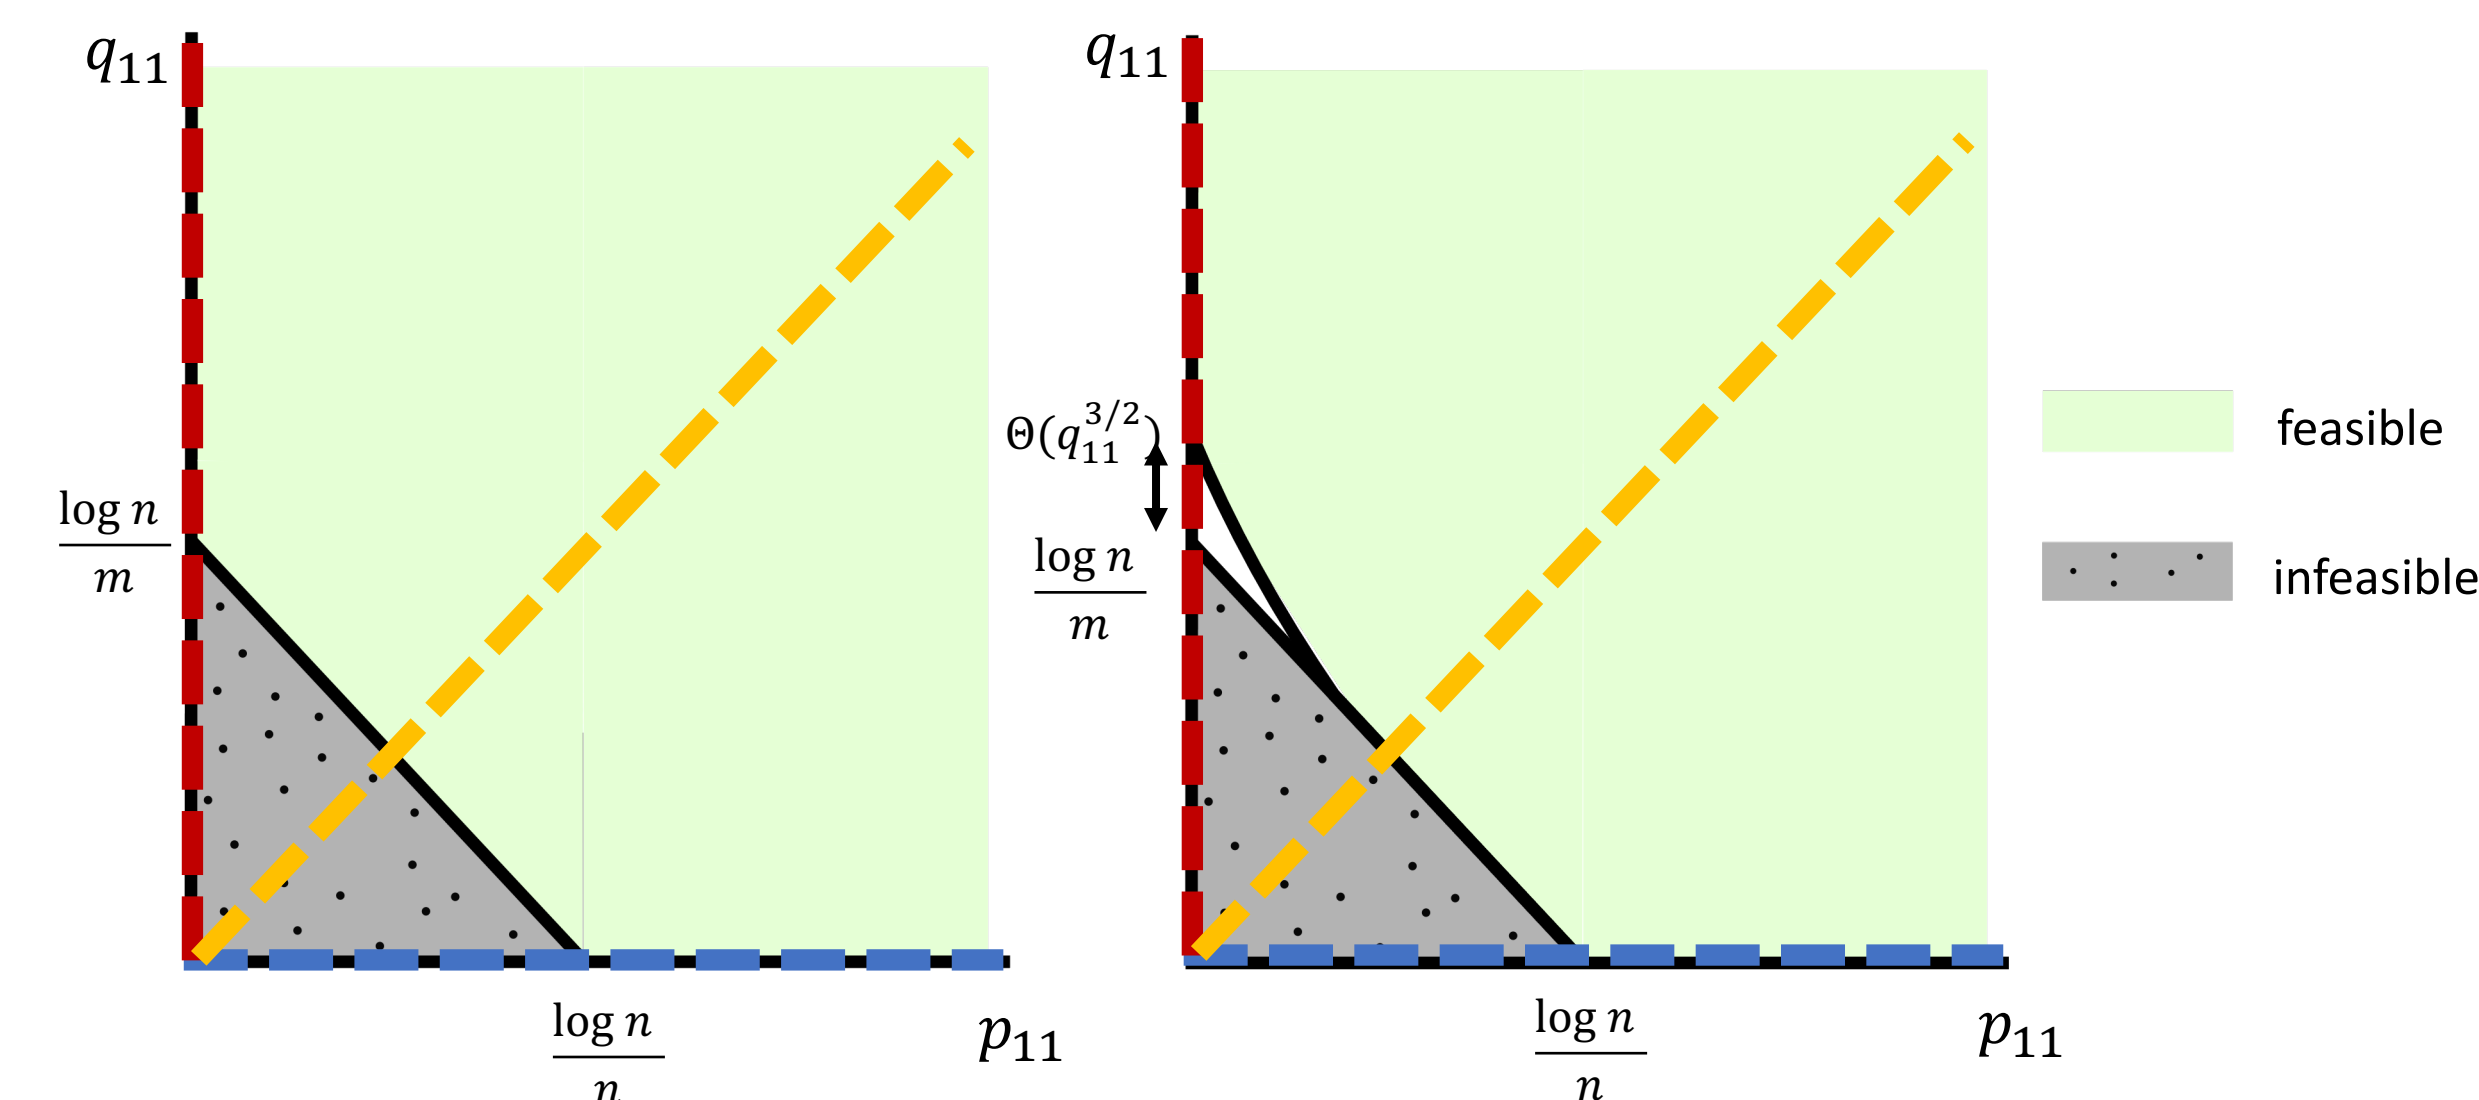 q₁₁
log n
m
log n
n
p₁₁
q₁₁
Θ(q₁₁^{3/2})
log n
m
log n
n
p₁₁
feasible
infeasible